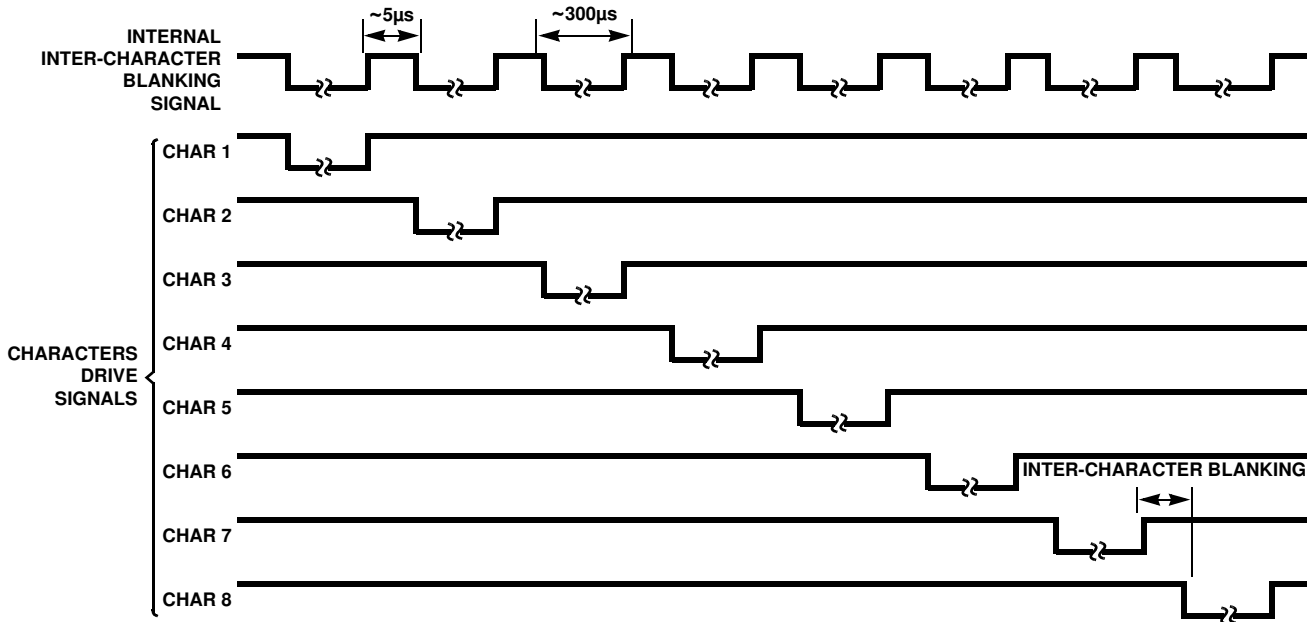 ~5µs
~300µs
INTERNAL
INTER-CHARACTER
BLANKING
SIGNAL
CHAR 1
CHAR 2
CHAR 3
CHAR 4
CHARACTERS
DRIVE
SIGNALS
CHAR 5
CHAR 6
INTER-CHARACTER BLANKING
CHAR 7
CHAR 8